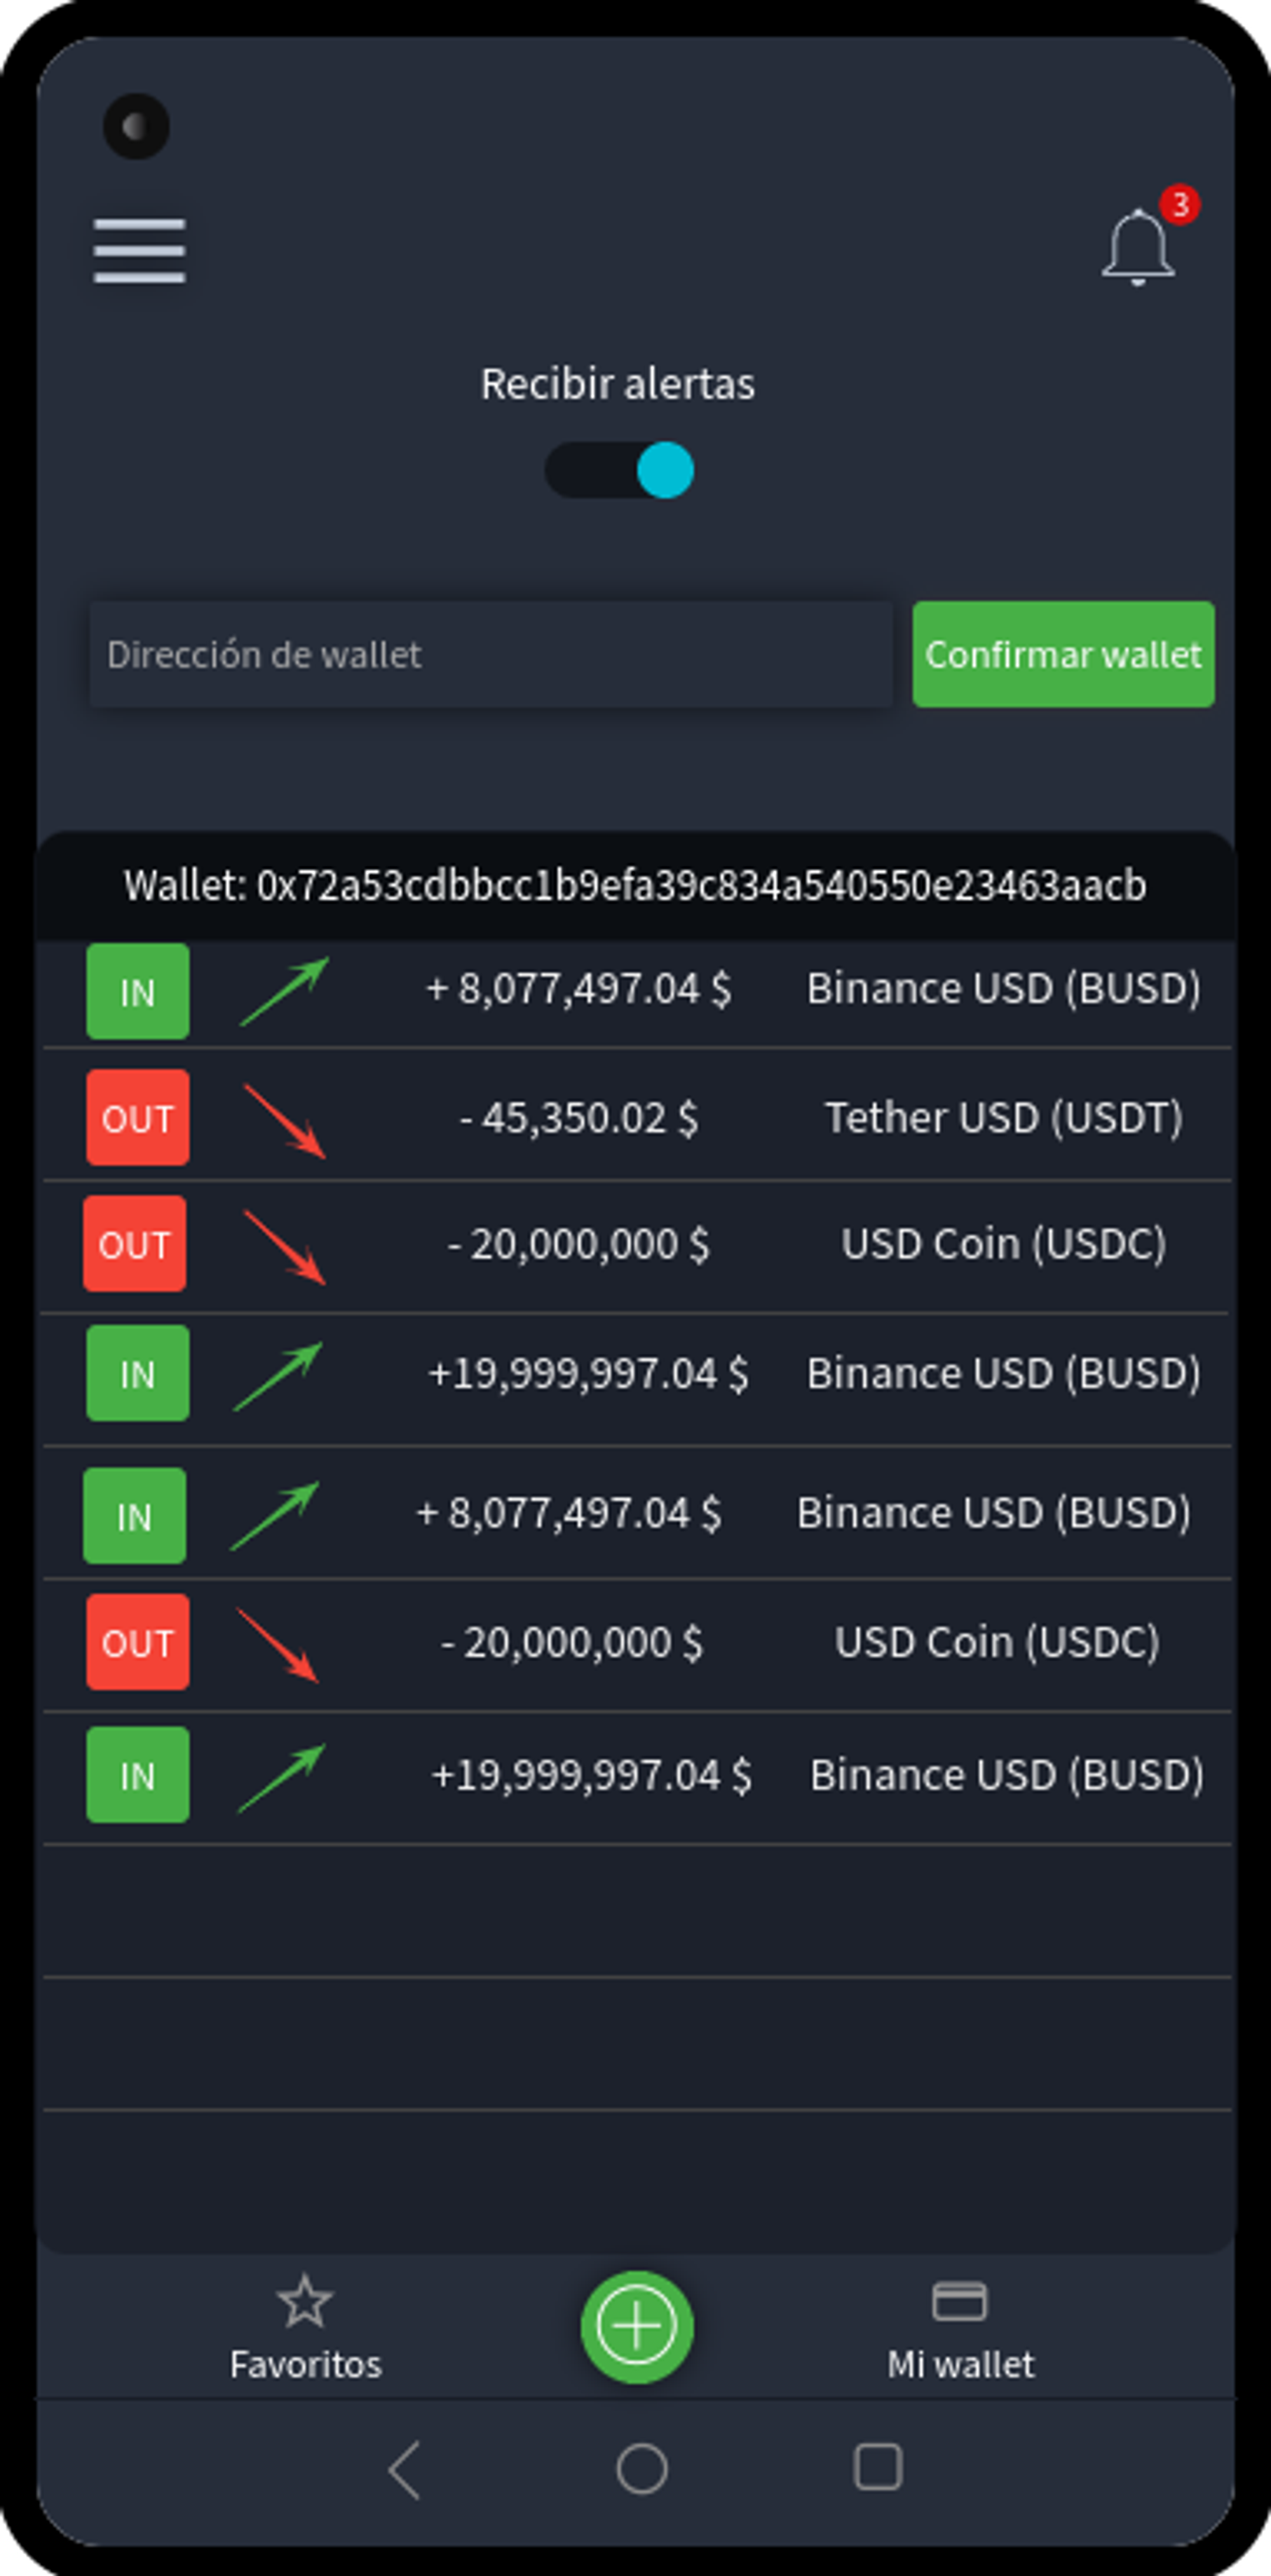 3
Recibir alertas
Dirección de wallet
Confirmar wallet
Wallet: 0x72a53cdbbcc1b9efa39c834a540550e23463aacb
IN + 8,077,497.04 $ Binance USD (BUSD)
OUT - 45,350.02 $ Tether USD (USDT)
OUT - 20,000,000 $ USD Coin (USDC)
IN +19,999,997.04 $ Binance USD (BUSD)
IN + 8,077,497.04 $ Binance USD (BUSD)
OUT - 20,000,000 $ USD Coin (USDC)
IN +19,999,997.04 $ Binance USD (BUSD)
Favoritos
Mi wallet